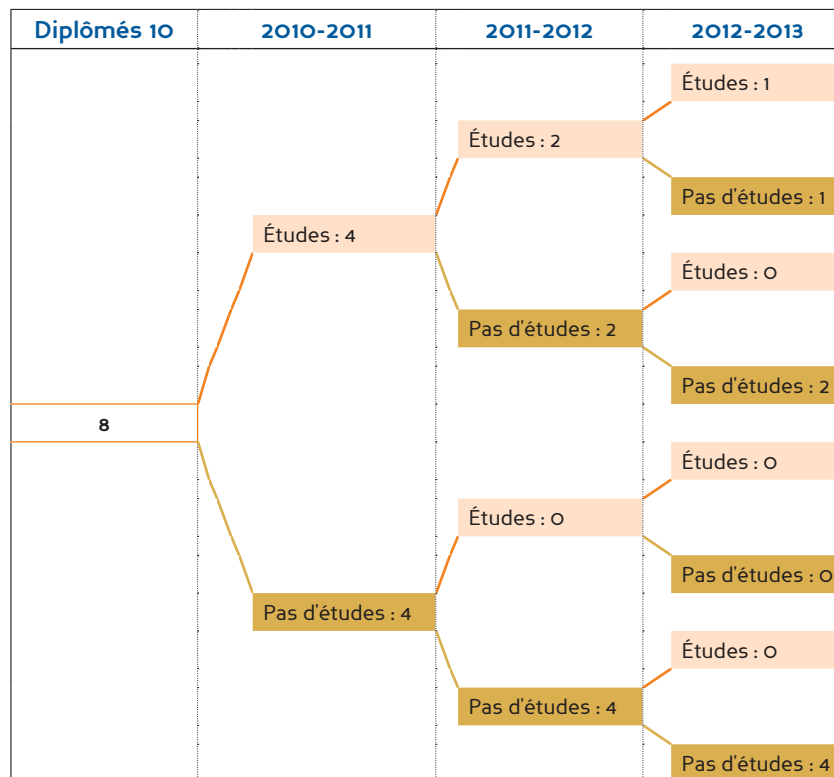 Diplômés 10 2010-2011 2011-2012 2012-2013
Études : 1
Études : 2
Pas d'études : 1
Études : 4
Études : 0
Pas d'études : 2
Pas d'études : 2
8
Études : 0
Études : 0
Pas d'études : 0
Pas d'études : 4
Études : 0
Pas d'études : 4
Pas d'études : 4